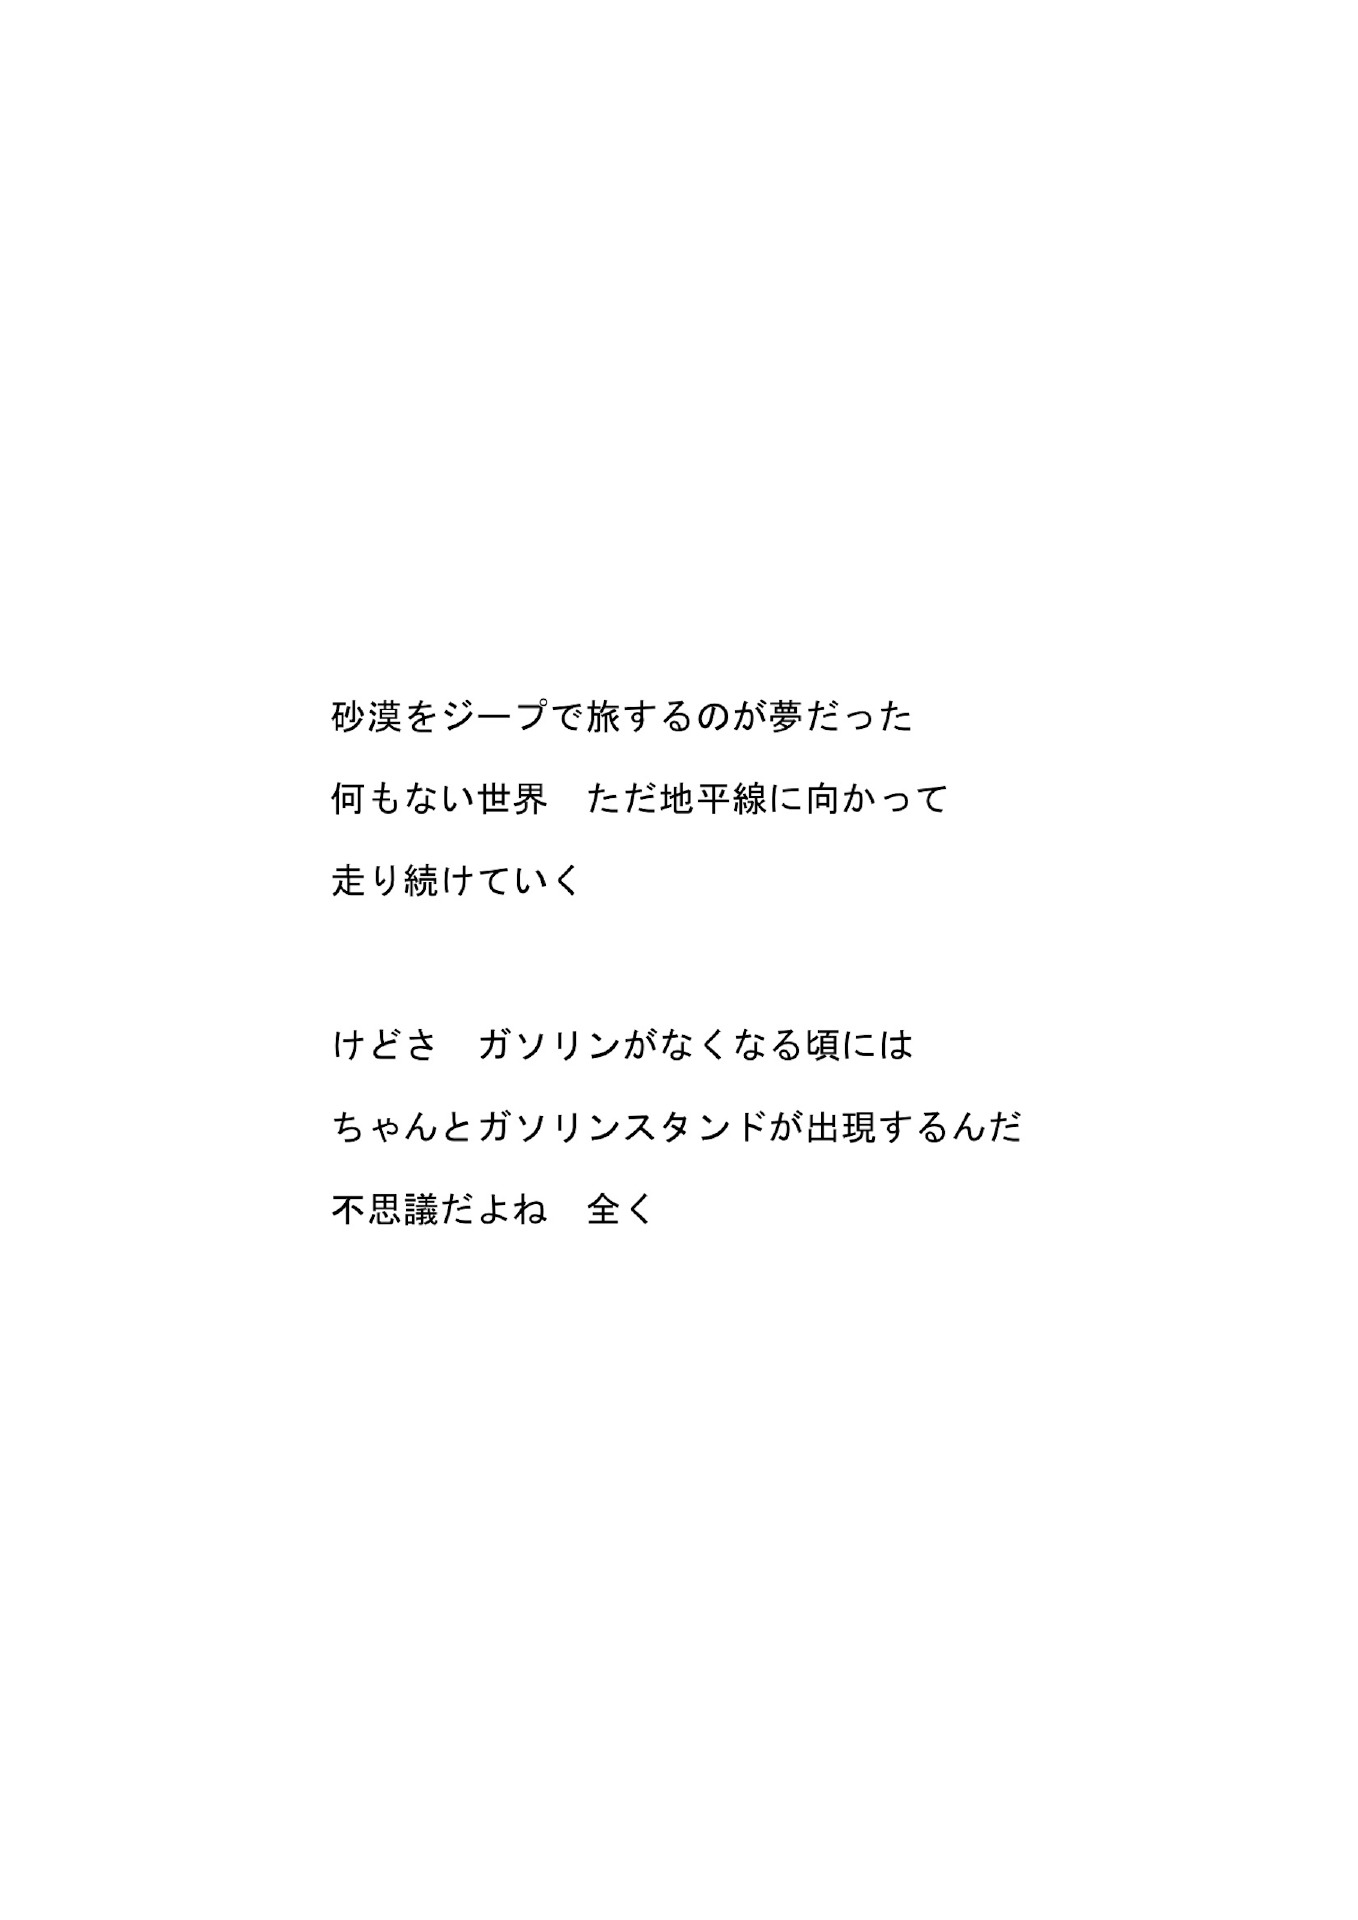 砂漠をジープで旅するのが夢だった
何もない世界　ただ地平線に向かって
走り続けていく
けどさ　ガソリンがなくなる頃には
ちゃんとガソリンスタンドが出現するんだ
不思議だよね　全く